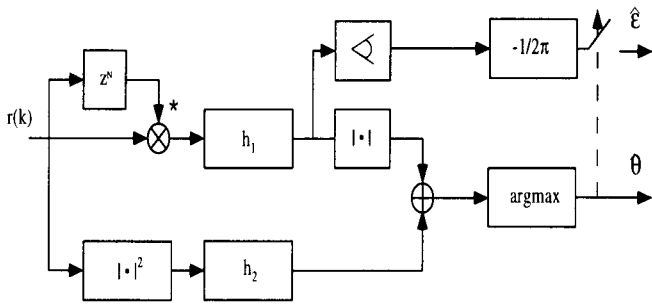 ε̂
-1/2π
z^N
*
r(k)
h₁
|•|
θ̂
argmax
|•|²
h₂